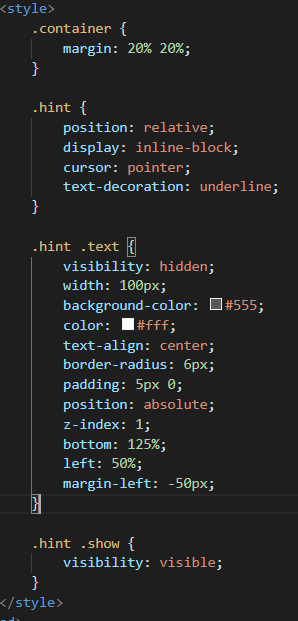 <style>
.container {
margin: 20% 20%;
}
.hint {
position: relative;
display: inline-block;
cursor: pointer;
text-decoration: underline;
}
.hint .text {
visibility: hidden;
width: 100px;
background-color: #555;
color: #fff;
text-align: center;
border-radius: 6px;
padding: 5px 0;
position: absolute;
z-index: 1;
bottom: 125%;
left: 50%;
margin-left: -50px;
}
.hint .show {
visibility: visible;
}
</style>